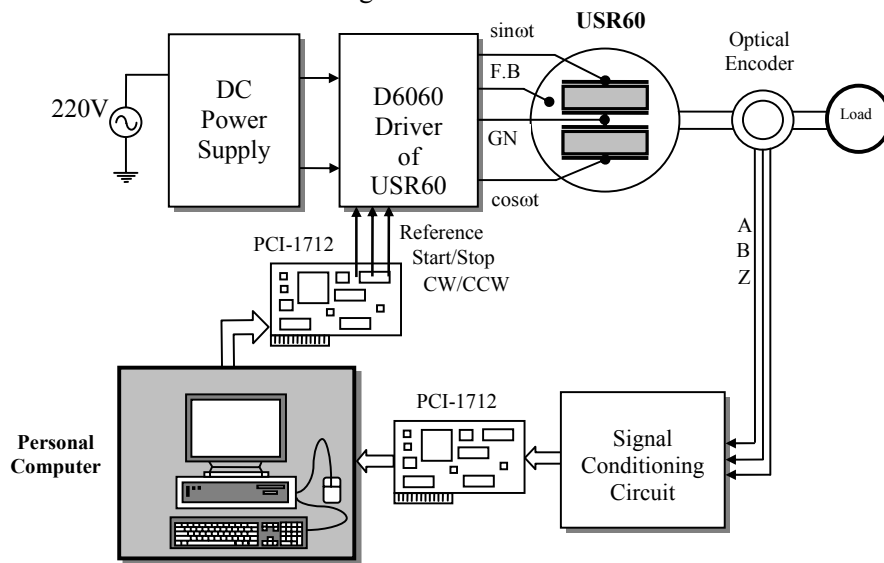 USR60
sinωt
Optical
Encoder
F.B
DC
Power
Supply
D6060
Driver
of
USR60
220V
Load
GN
cosωt
A
B
Z
PCI-1712
Reference
Start/Stop
CW/CCW
PCI-1712
Personal
Computer
Signal
Conditioning
Circuit